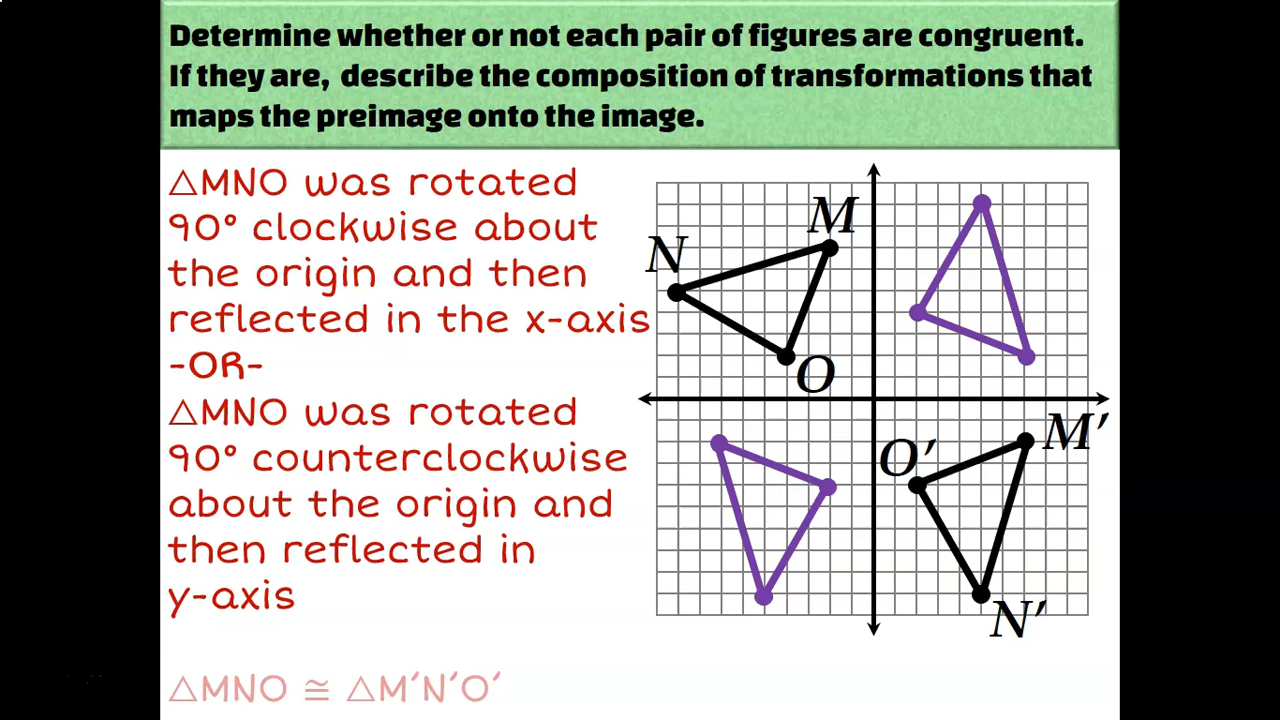 Determine whether or not each pair of figures are congruent.
If they are, describe the composition of transformations that
maps the preimage onto the image.
△MNO was rotated
90° clockwise about
the origin and then
reflected in the x-axis
-OR-
△MNO was rotated
90° counterclockwise
about the origin and
then reflected in
y-axis
△MNO ≅ △M'N'O'
M
N
O
M'
O'
N'